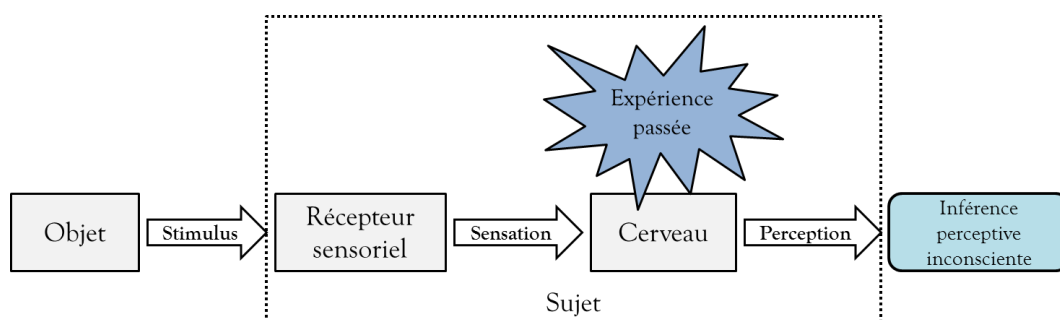 Expérience
passée
Objet
Stimulus
Récepteur
sensoriel
Sensation
Cerveau
Perception
Inférence
perceptive
inconsciente
Sujet